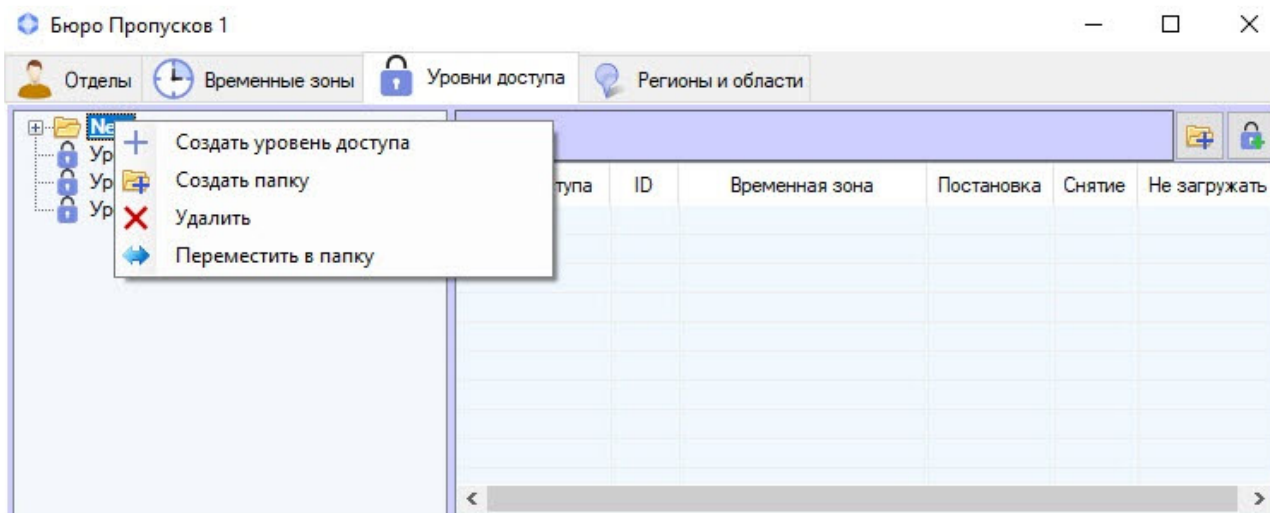 Бюро Пропусков 1
Отделы Временные зоны Уровни доступа Регионы и области
Создать уровень доступа
Создать папку
Удалить
Переместить в папку
ID Временная зона Постановка Снятие Не загружать